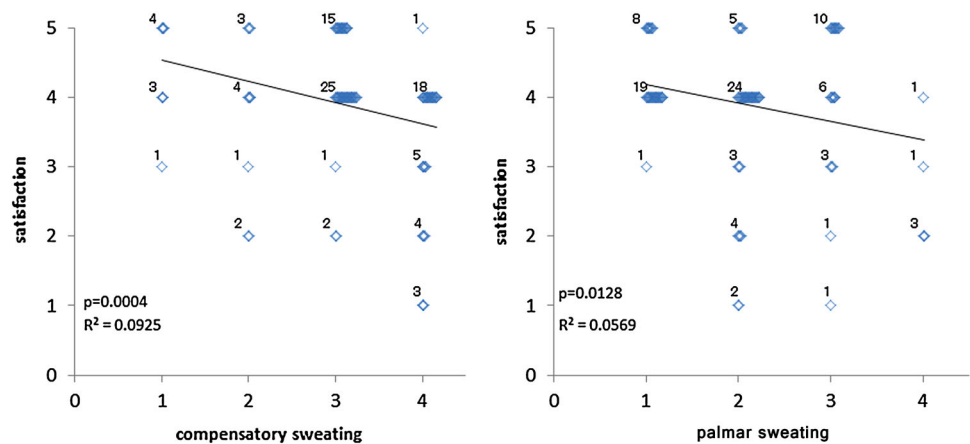 5 4 3 15 1
4 3 4 25 18
3 1 1 1 5
2 2 2 4
1 3
0
p=0.0004
R² = 0.0925
0 1 2 3 4
satisfaction
compensatory sweating
5 8 5 10
4 19 24 6 1
3 1 3 3 1
2 4 1 3
1 2 1
0
p=0.0128
R² = 0.0569
0 1 2 3 4
satisfaction
palmar sweating